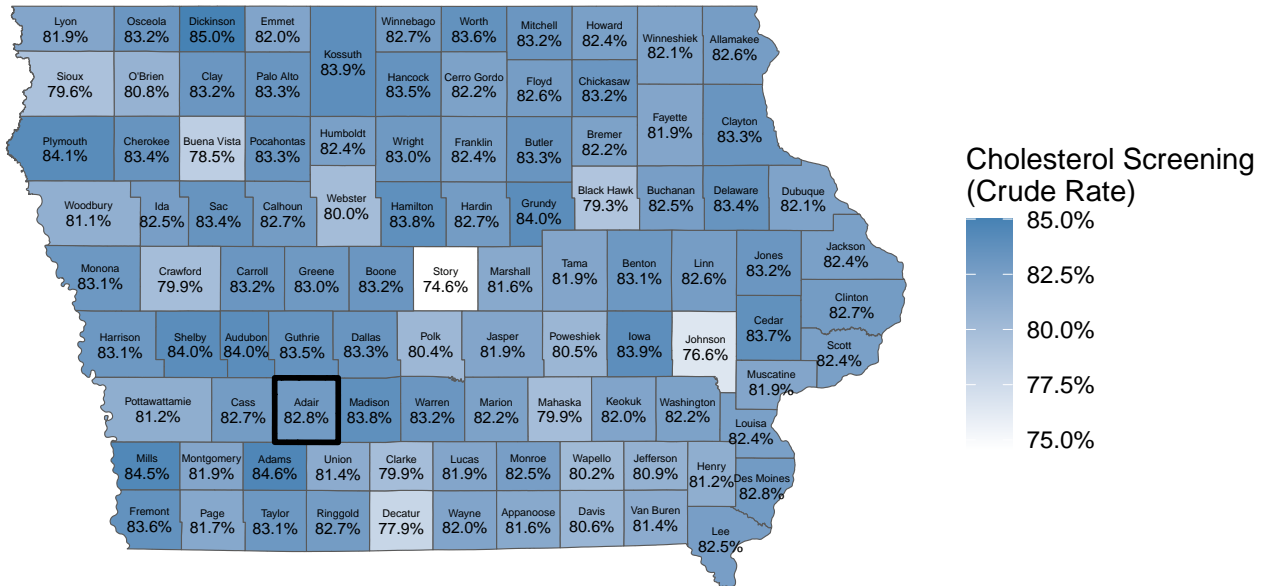 Lyon
81.9%
Osceola
83.2%
Dickinson
85.0%
Emmet
82.0%
Kossuth
83.9%
Winnebago
82.7%
Worth
83.6%
Mitchell
83.2%
Howard
82.4%
Winneshiek
82.1%
Allamakee
82.6%
Sioux
79.6%
O'Brien
80.8%
Clay
83.2%
Palo Alto
83.3%
Hancock
83.5%
Cerro Gordo
82.2%
Floyd
82.6%
Chickasaw
83.2%
Fayette
81.9%
Clayton
83.3%
Plymouth
84.1%
Cherokee
83.4%
Buena Vista
78.5%
Pocahontas
83.3%
Humboldt
82.4%
Wright
83.0%
Franklin
82.4%
Butler
83.3%
Bremer
82.2%
Woodbury
81.1%
Ida
82.5%
Sac
83.4%
Calhoun
82.7%
Webster
80.0%
Hamilton
83.8%
Hardin
82.7%
Grundy
84.0%
Black Hawk
79.3%
Buchanan
82.5%
Delaware
83.4%
Dubuque
82.1%
Monona
83.1%
Crawford
79.9%
Carroll
83.2%
Greene
83.0%
Boone
83.2%
Story
74.6%
Marshall
81.6%
Tama
81.9%
Benton
83.1%
Linn
82.6%
Jones
83.2%
Jackson
82.4%
Clinton
82.7%
Harrison
83.1%
Shelby
84.0%
Audubon
84.0%
Guthrie
83.5%
Dallas
83.3%
Polk
80.4%
Jasper
81.9%
Poweshiek
80.5%
Iowa
83.9%
Johnson
76.6%
Cedar
83.7%
Scott
82.4%
Muscatine
81.9%
Pottawattamie
81.2%
Cass
82.7%
Adair
82.8%
Madison
83.8%
Warren
83.2%
Marion
82.2%
Mahaska
79.9%
Keokuk
82.0%
Washington
82.2%
Louisa
82.4%
Mills
84.5%
Montgomery
81.9%
Adams
84.6%
Union
81.4%
Clarke
79.9%
Lucas
81.9%
Monroe
82.5%
Wapello
80.2%
Jefferson
80.9%
Henry
81.2%
Des Moines
82.8%
Fremont
83.6%
Page
81.7%
Taylor
83.1%
Ringgold
82.7%
Decatur
77.9%
Wayne
82.0%
Appanoose
81.6%
Davis
80.6%
Van Buren
81.4%
Lee
82.5%
Cholesterol Screening
(Crude Rate)
85.0%
82.5%
80.0%
77.5%
75.0%